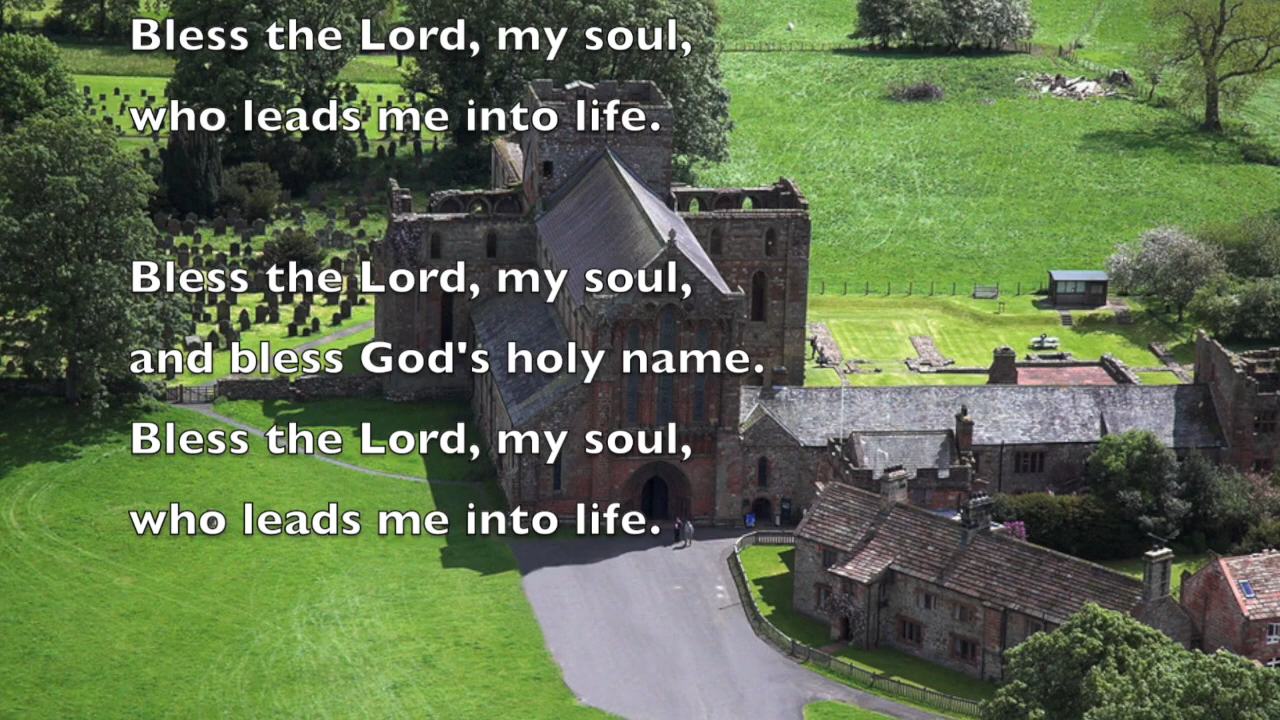 Bless the Lord, my soul,
who leads me into life.
Bless the Lord, my soul,
and bless God's holy name.
Bless the Lord, my soul,
who leads me into life.